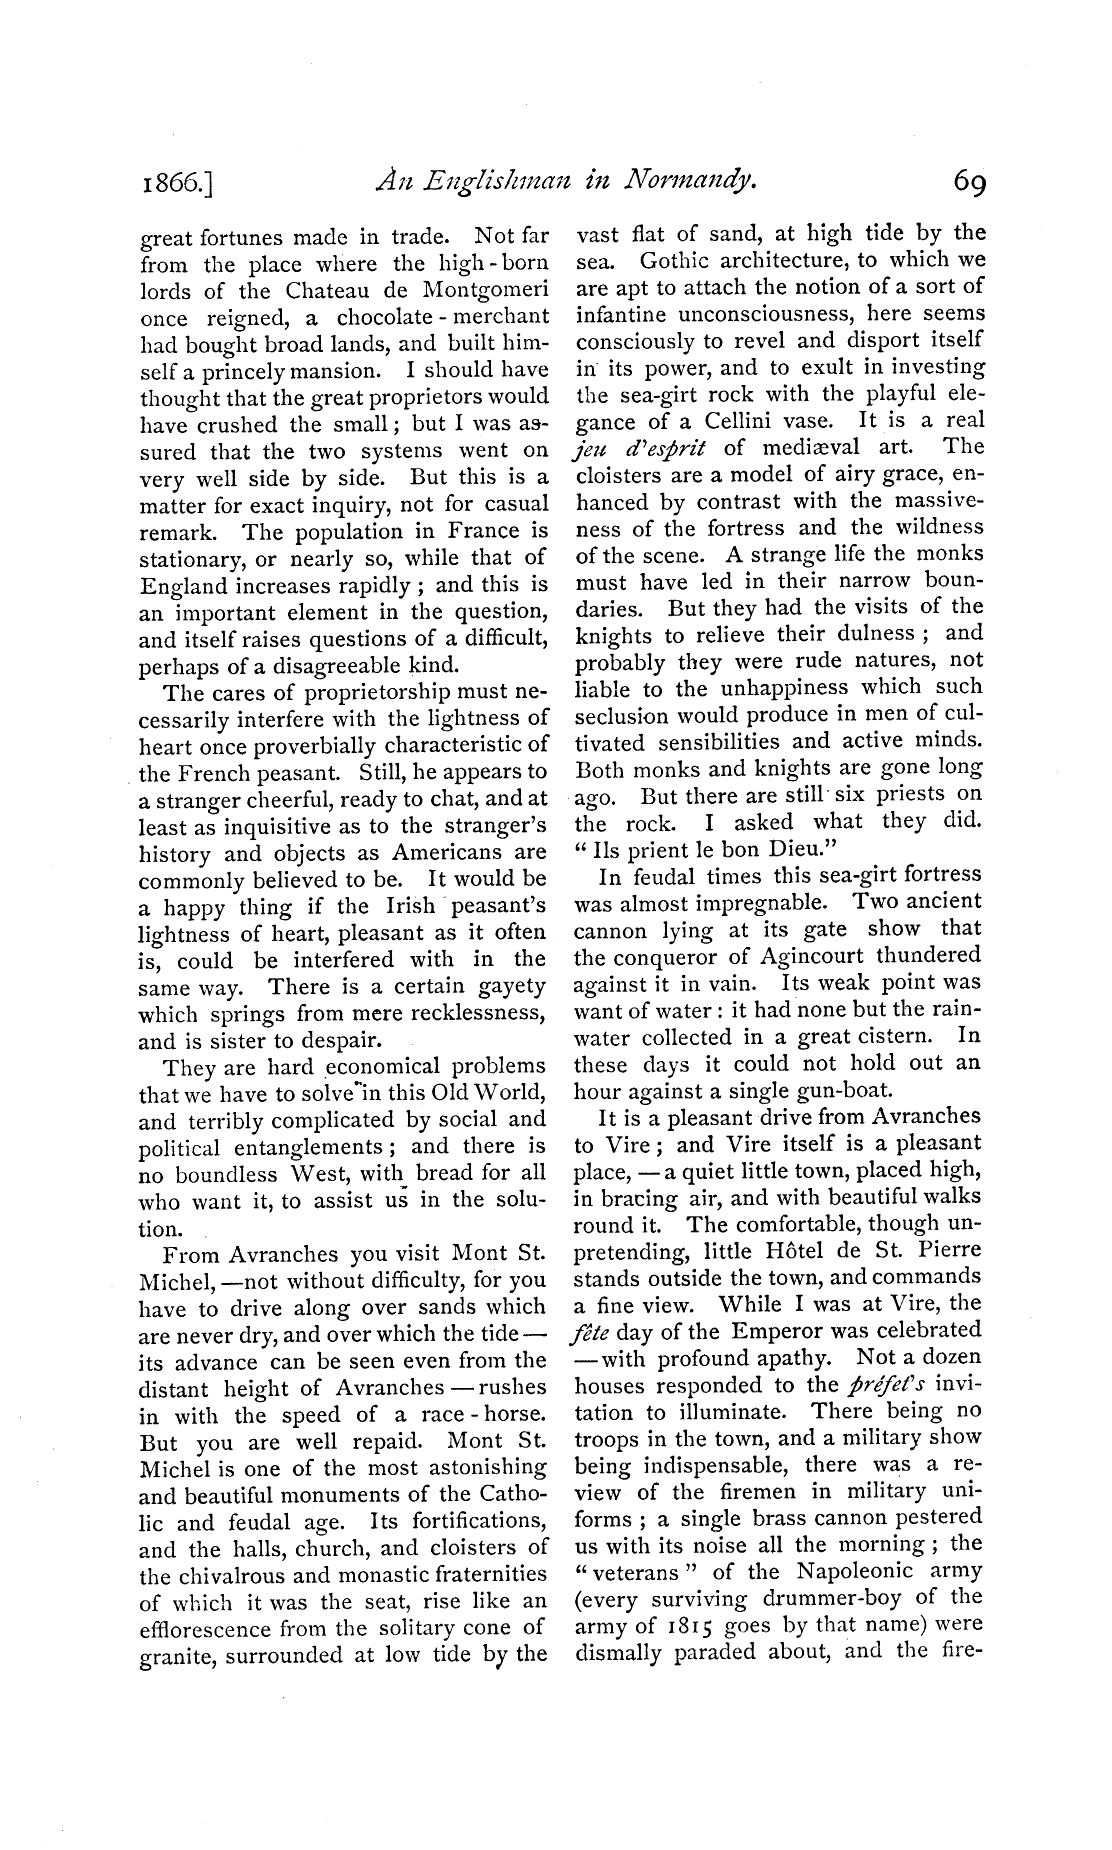 1866.] An Englishman in Normandy. 69
great fortunes made in trade. Not far
from the place where the high-born
lords of the Chateau de Montgomeri
once reigned, a chocolate-merchant
had bought broad lands, and built him-
self a princely mansion. I should have
thought that the great proprietors would
have crushed the small; but I was as-
sured that the two systems went on
very well side by side. But this is a
matter for exact inquiry, not for casual
remark. The population in France is
stationary, or nearly so, while that of
England increases rapidly; and this is
an important element in the question,
and itself raises questions of a difficult,
perhaps of a disagreeable kind.
The cares of proprietorship must ne-
cessarily interfere with the lightness of
heart once proverbially characteristic of
the French peasant. Still, he appears to
a stranger cheerful, ready to chat, and at
least as inquisitive as to the stranger's
history and objects as Americans are
commonly believed to be. It would be
a happy thing if the Irish peasant's
lightness of heart, pleasant as it often
is, could be interfered with in the
same way. There is a certain gayety
which springs from mere recklessness,
and is sister to despair.
They are hard economical problems
that we have to solve in this Old World,
and terribly complicated by social and
political entanglements; and there is
no boundless West, with bread for all
who want it, to assist us in the solu-
tion.
From Avranches you visit Mont St.
Michel,—not without difficulty, for you
have to drive along over sands which
are never dry, and over which the tide—
its advance can be seen even from the
distant height of Avranches—rushes
in with the speed of a race-horse.
But you are well repaid. Mont St.
Michel is one of the most astonishing
and beautiful monuments of the Catho-
lic and feudal age. Its fortifications,
and the halls, church, and cloisters of
the chivalrous and monastic fraternities
of which it was the seat, rise like an
efflorescence from the solitary cone of
granite, surrounded at low tide by the
vast flat of sand, at high tide by the
sea. Gothic architecture, to which we
are apt to attach the notion of a sort of
infantine unconsciousness, here seems
consciously to revel and disport itself
in its power, and to exult in investing
the sea-girt rock with the playful ele-
gance of a Cellini vase. It is a real
jeu d'esprit of mediæval art. The
cloisters are a model of airy grace, en-
hanced by contrast with the massive-
ness of the fortress and the wildness
of the scene. A strange life the monks
must have led in their narrow boun-
daries. But they had the visits of the
knights to relieve their dulness; and
probably they were rude natures, not
liable to the unhappiness which such
seclusion would produce in men of cul-
tivated sensibilities and active minds.
Both monks and knights are gone long
ago. But there are still six priests on
the rock. I asked what they did.
"Ils prient le bon Dieu."
In feudal times this sea-girt fortress
was almost impregnable. Two ancient
cannon lying at its gate show that
the conqueror of Agincourt thundered
against it in vain. Its weak point was
want of water: it had none but the rain-
water collected in a great cistern. In
these days it could not hold out an
hour against a single gun-boat.
It is a pleasant drive from Avranches
to Vire; and Vire itself is a pleasant
place,—a quiet little town, placed high,
in bracing air, and with beautiful walks
round it. The comfortable, though un-
pretending, little Hôtel de St. Pierre
stands outside the town, and commands
a fine view. While I was at Vire, the
fête day of the Emperor was celebrated
—with profound apathy. Not a dozen
houses responded to the préfet's invi-
tation to illuminate. There being no
troops in the town, and a military show
being indispensable, there was a re-
view of the firemen in military uni-
forms; a single brass cannon pestered
us with its noise all the morning; the
"veterans" of the Napoleonic army
(every surviving drummer-boy of the
army of 1815 goes by that name) were
dismally paraded about, and the fire-